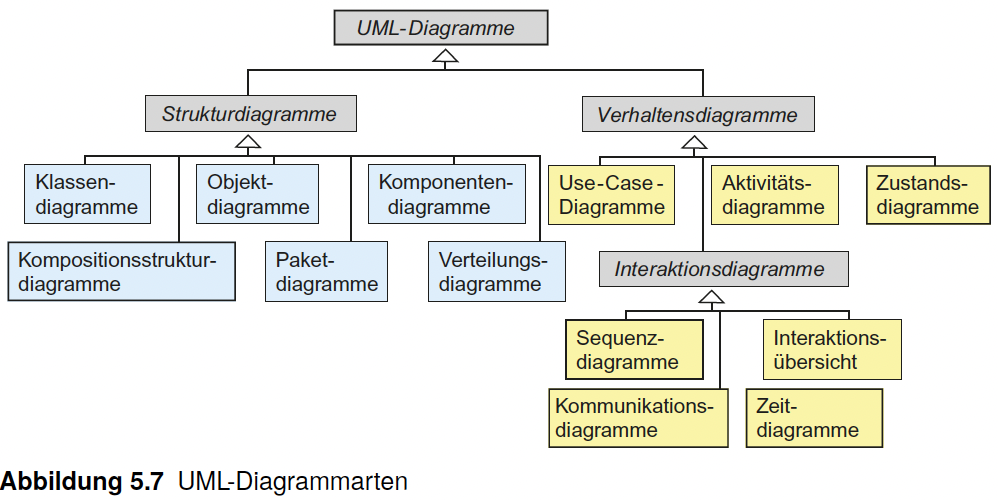 UML-Diagramme
Strukturdiagramme
Verhaltensdiagramme
Klassen-
diagramme
Objekt-
diagramme
Komponenten-
diagramme
Use-Case-
Diagramme
Aktivitäts-
diagramme
Zustands-
diagramme
Kompositionsstruktur-
diagramme
Paket-
diagramme
Verteilungs-
diagramme
Interaktionsdiagramme
Sequenz-
diagramme
Interaktions-
übersicht
Kommunikations-
diagramme
Zeit-
diagramme
Abbildung 5.7 UML-Diagrammarten